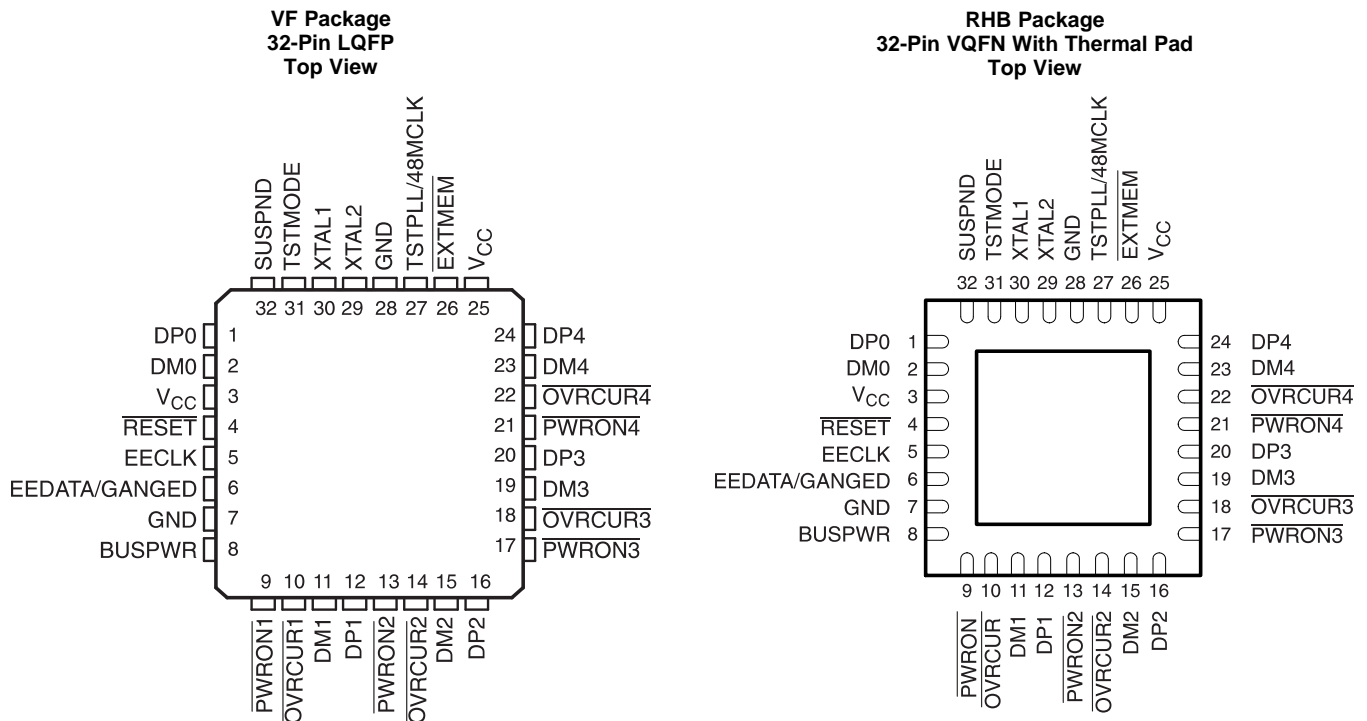 VF Package
32-Pin LQFP
Top View
SUSPND
TSTMODE
XTAL1
XTAL2
GND
TSTPLL/48MCLK
EXTMEM
VCC
32 31 30 29 28 27 26 25
DP0 1
DM0 2
VCC 3
RESET 4
EECLK 5
EEDATA/GANGED 6
GND 7
BUSPWR 8
24 DP4
23 DM4
22 OVRCUR4
21 PWRON4
20 DP3
19 DM3
18 OVRCUR3
17 PWRON3
9 10 11 12 13 14 15 16
PWRON1
OVRCUR1
DM1
DP1
PWRON2
OVRCUR2
DM2
DP2
RHB Package
32-Pin VQFN With Thermal Pad
Top View
SUSPND
TSTMODE
XTAL1
XTAL2
GND
TSTPLL/48MCLK
EXTMEM
VCC
32 31 30 29 28 27 26 25
DP0 1
DM0 2
VCC 3
RESET 4
EECLK 5
EEDATA/GANGED 6
GND 7
BUSPWR 8
24 DP4
23 DM4
22 OVRCUR4
21 PWRON4
20 DP3
19 DM3
18 OVRCUR3
17 PWRON3
9 10 11 12 13 14 15 16
PWRON
OVRCUR
DM1
DP1
PWRON2
OVRCUR2
DM2
DP2